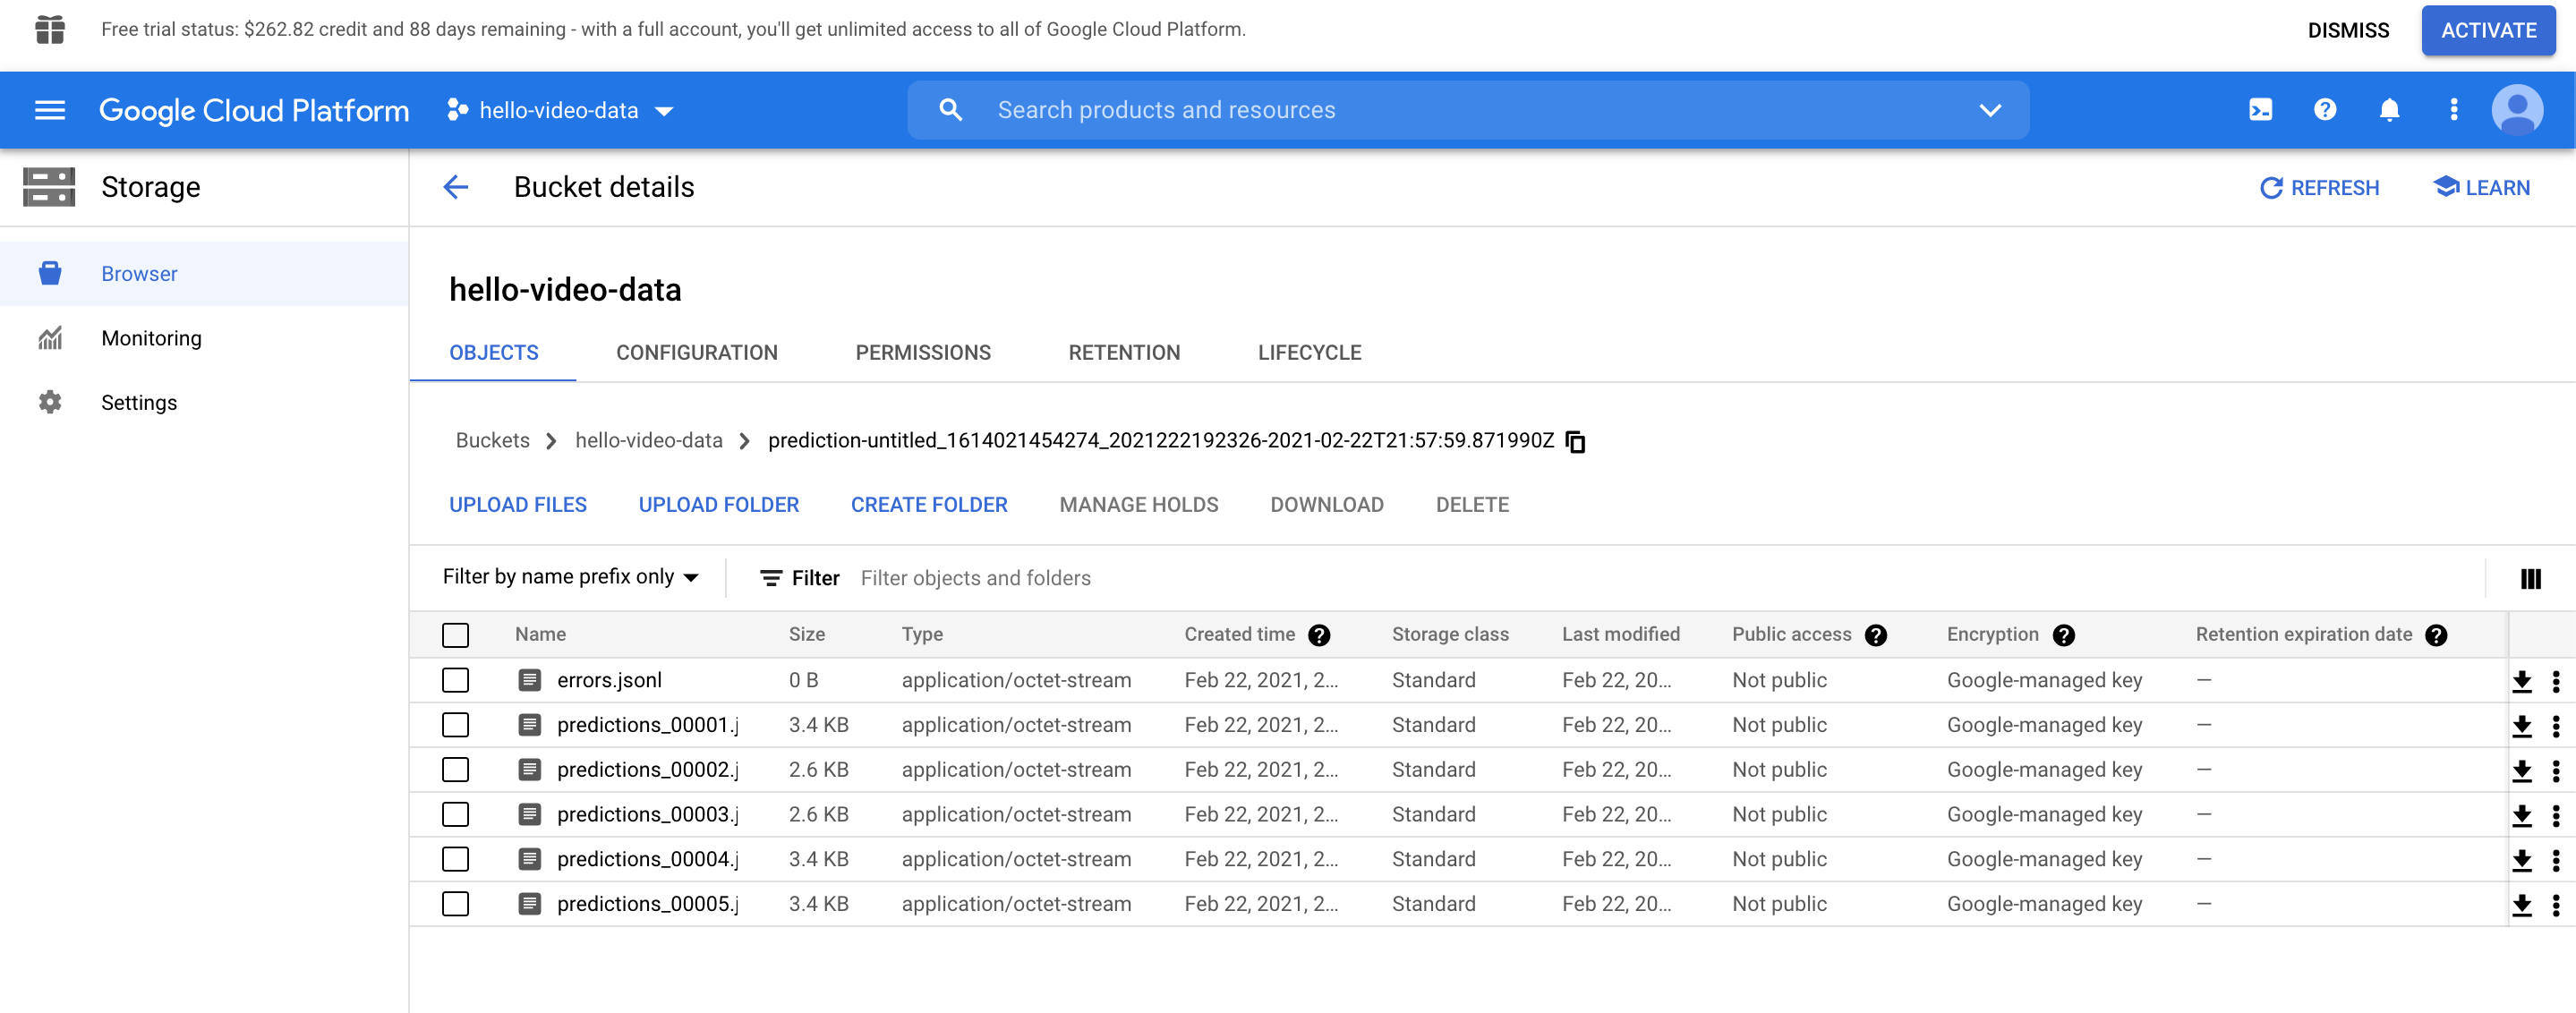 Free trial status: $262.82 credit and 88 days remaining - with a full account, you'll get unlimited access to all of Google Cloud Platform.
DISMISS
ACTIVATE
Google Cloud Platform
hello-video-data
Search products and resources
Storage
Bucket details
REFRESH
LEARN
Browser
Monitoring
Settings
hello-video-data
OBJECTS CONFIGURATION PERMISSIONS RETENTION LIFECYCLE
Buckets > hello-video-data > prediction-untitled_1614021454274_2021222192326-2021-02-22T21:57:59.871990Z
UPLOAD FILES UPLOAD FOLDER CREATE FOLDER MANAGE HOLDS DOWNLOAD DELETE
Filter by name prefix only Filter Filter objects and folders
Name Size Type Created time Storage class Last modified Public access Encryption Retention expiration date
errors.jsonl 0 B application/octet-stream Feb 22, 2021, 2... Standard Feb 22, 20... Not public Google-managed key —
predictions_00001.j 3.4 KB application/octet-stream Feb 22, 2021, 2... Standard Feb 22, 20... Not public Google-managed key —
predictions_00002.j 2.6 KB application/octet-stream Feb 22, 2021, 2... Standard Feb 22, 20... Not public Google-managed key —
predictions_00003.j 2.6 KB application/octet-stream Feb 22, 2021, 2... Standard Feb 22, 20... Not public Google-managed key —
predictions_00004.j 3.4 KB application/octet-stream Feb 22, 2021, 2... Standard Feb 22, 20... Not public Google-managed key —
predictions_00005.j 3.4 KB application/octet-stream Feb 22, 2021, 2... Standard Feb 22, 20... Not public Google-managed key —